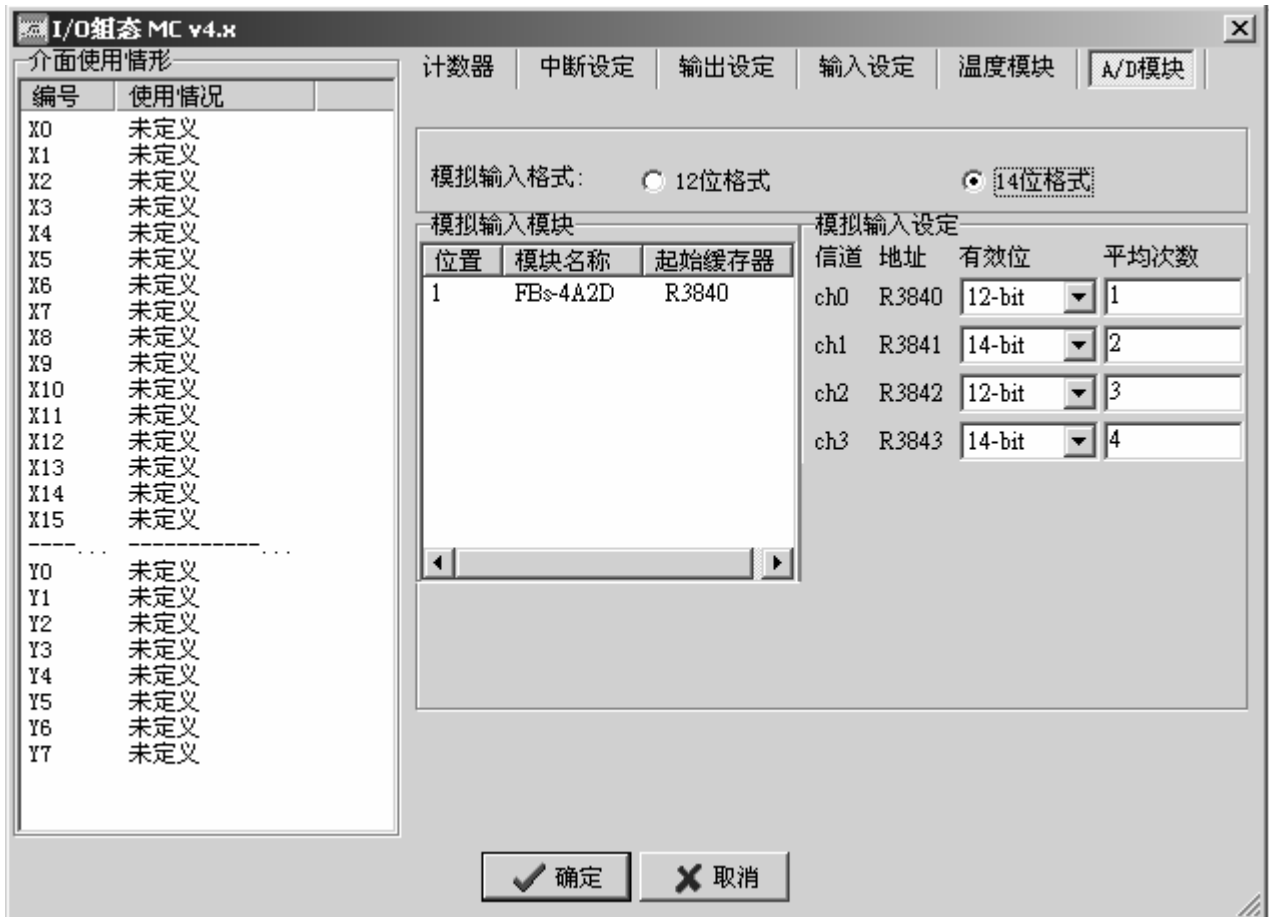 I/O组态 MC v4.x
介面使用情形
编号 使用情况
X0 未定义
X1 未定义
X2 未定义
X3 未定义
X4 未定义
X5 未定义
X6 未定义
X7 未定义
X8 未定义
X9 未定义
X10 未定义
X11 未定义
X12 未定义
X13 未定义
X14 未定义
X15 未定义
----... ------------...
Y0 未定义
Y1 未定义
Y2 未定义
Y3 未定义
Y4 未定义
Y5 未定义
Y6 未定义
Y7 未定义
计数器 中断设定 输出设定 输入设定 温度模块 A/D模块
模拟输入格式: 12位格式 14位格式
模拟输入模块
位置 模块名称 起始缓存器
1 FBs-4A2D R3840
模拟输入设定
信道 地址 有效位 平均次数
ch0 R3840 12-bit 1
ch1 R3841 14-bit 2
ch2 R3842 12-bit 3
ch3 R3843 14-bit 4
确定 取消